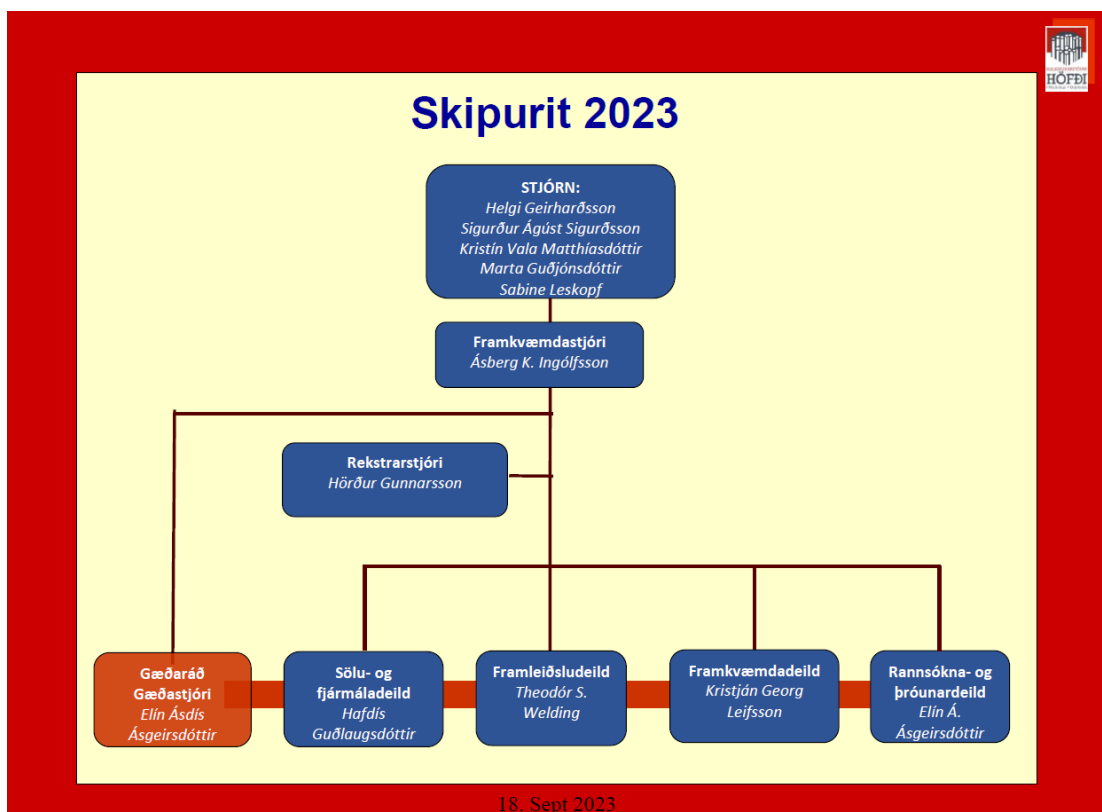 HÖFÐI
Skipurit 2023
STJÓRN:
Helgi Geirharðsson
Sigurður Ágúst Sigurðsson
Kristín Vala Matthíasdóttir
Marta Guðjónsdóttir
Sabine Leskopf
Framkvæmdastjóri
Ásberg K. Ingólfsson
Rekstrarstjóri
Hörður Gunnarsson
Gæðaráð
Gæðastjóri
Elín Ásdís
Ásgeirsdóttir
Sölu- og
fjármáladeild
Hafdís
Guðlaugsdóttir
Framleiðsludeild
Theodór S.
Welding
Framkvæmdadeild
Kristján Georg
Leifsson
Rannsókna- og
þróunardeild
Elín Á.
Ásgeirsdóttir
18. Sept 2023